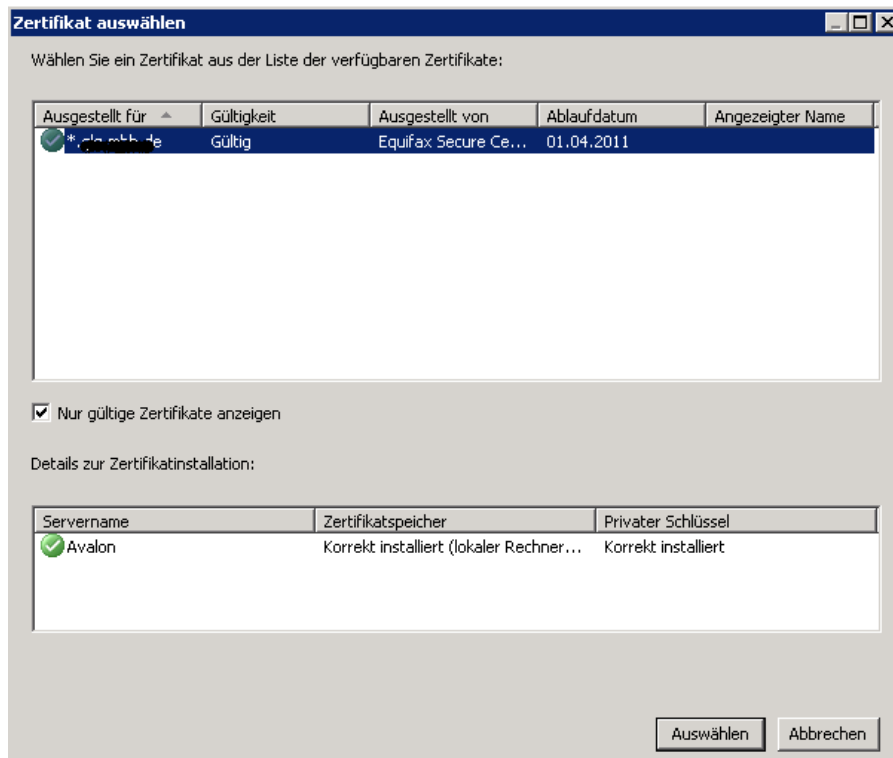 Zertifikat auswählen
Wählen Sie ein Zertifikat aus der Liste der verfügbaren Zertifikate:
Ausgestellt für Gültigkeit Ausgestellt von Ablaufdatum Angezeigter Name
*. de Gültig Equifax Secure Ce... 01.04.2011
Nur gültige Zertifikate anzeigen
Details zur Zertifikatinstallation:
Servername Zertifikatspeicher Privater Schlüssel
Avalon Korrekt installiert (lokaler Rechner... Korrekt installiert
Auswählen Abbrechen